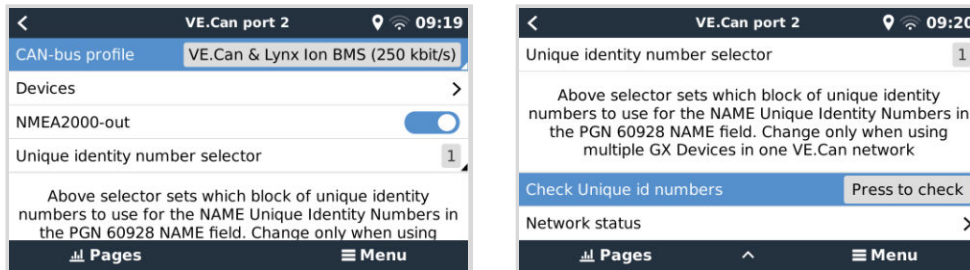 VE.Can port 2
09:19
CAN-bus profile
VE.Can & Lynx Ion BMS (250 kbit/s)
Devices
NMEA2000-out
Unique identity number selector
1
Above selector sets which block of unique identity
numbers to use for the NAME Unique Identity Numbers in
the PGN 60928 NAME field. Change only when using
Pages
Menu
VE.Can port 2
09:20
Unique identity number selector
1
Above selector sets which block of unique identity
numbers to use for the NAME Unique Identity Numbers in
the PGN 60928 NAME field. Change only when using
multiple GX Devices in one VE.Can network
Check Unique id numbers
Press to check
Network status
Pages
Menu